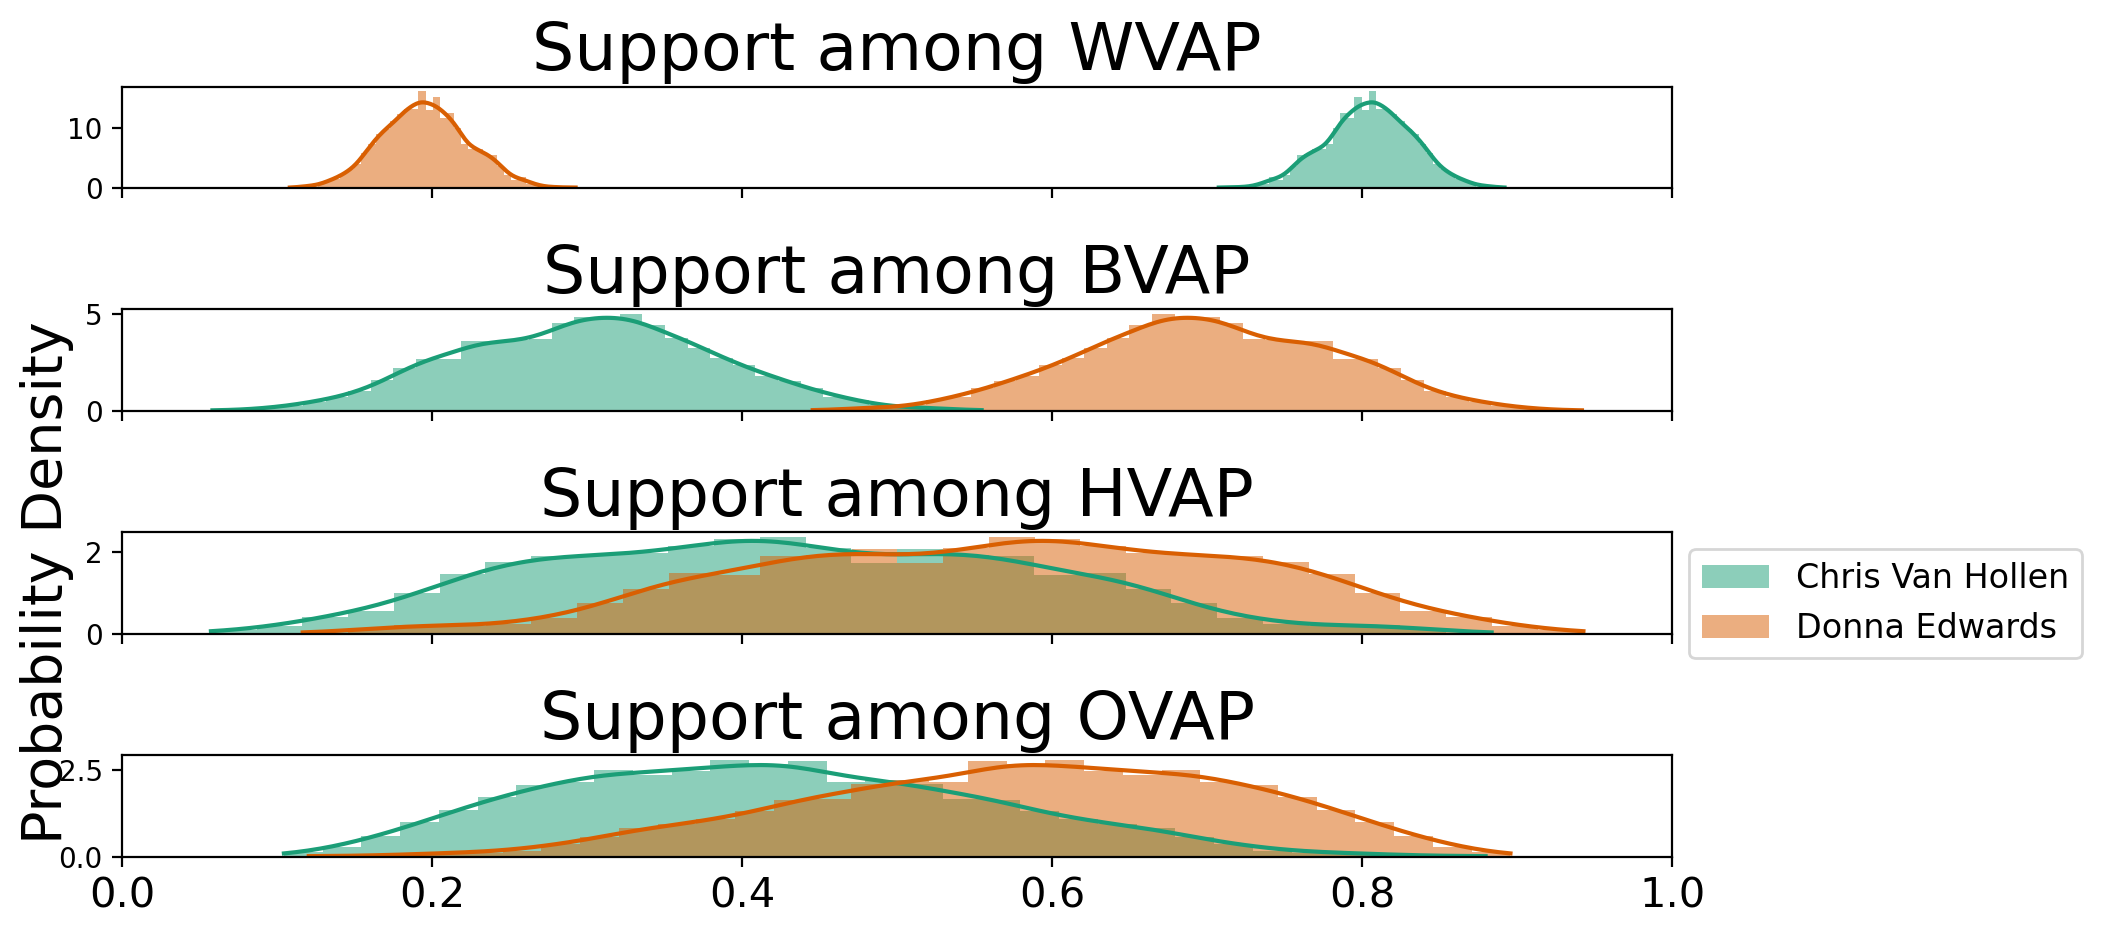 Support among WVAP
10
0
Support among BVAP
5
0
Probability Density
Support among HVAP
2
0
Chris Van Hollen
Donna Edwards
Support among OVAP
2.5
0.0
0.0 0.2 0.4 0.6 0.8 1.0